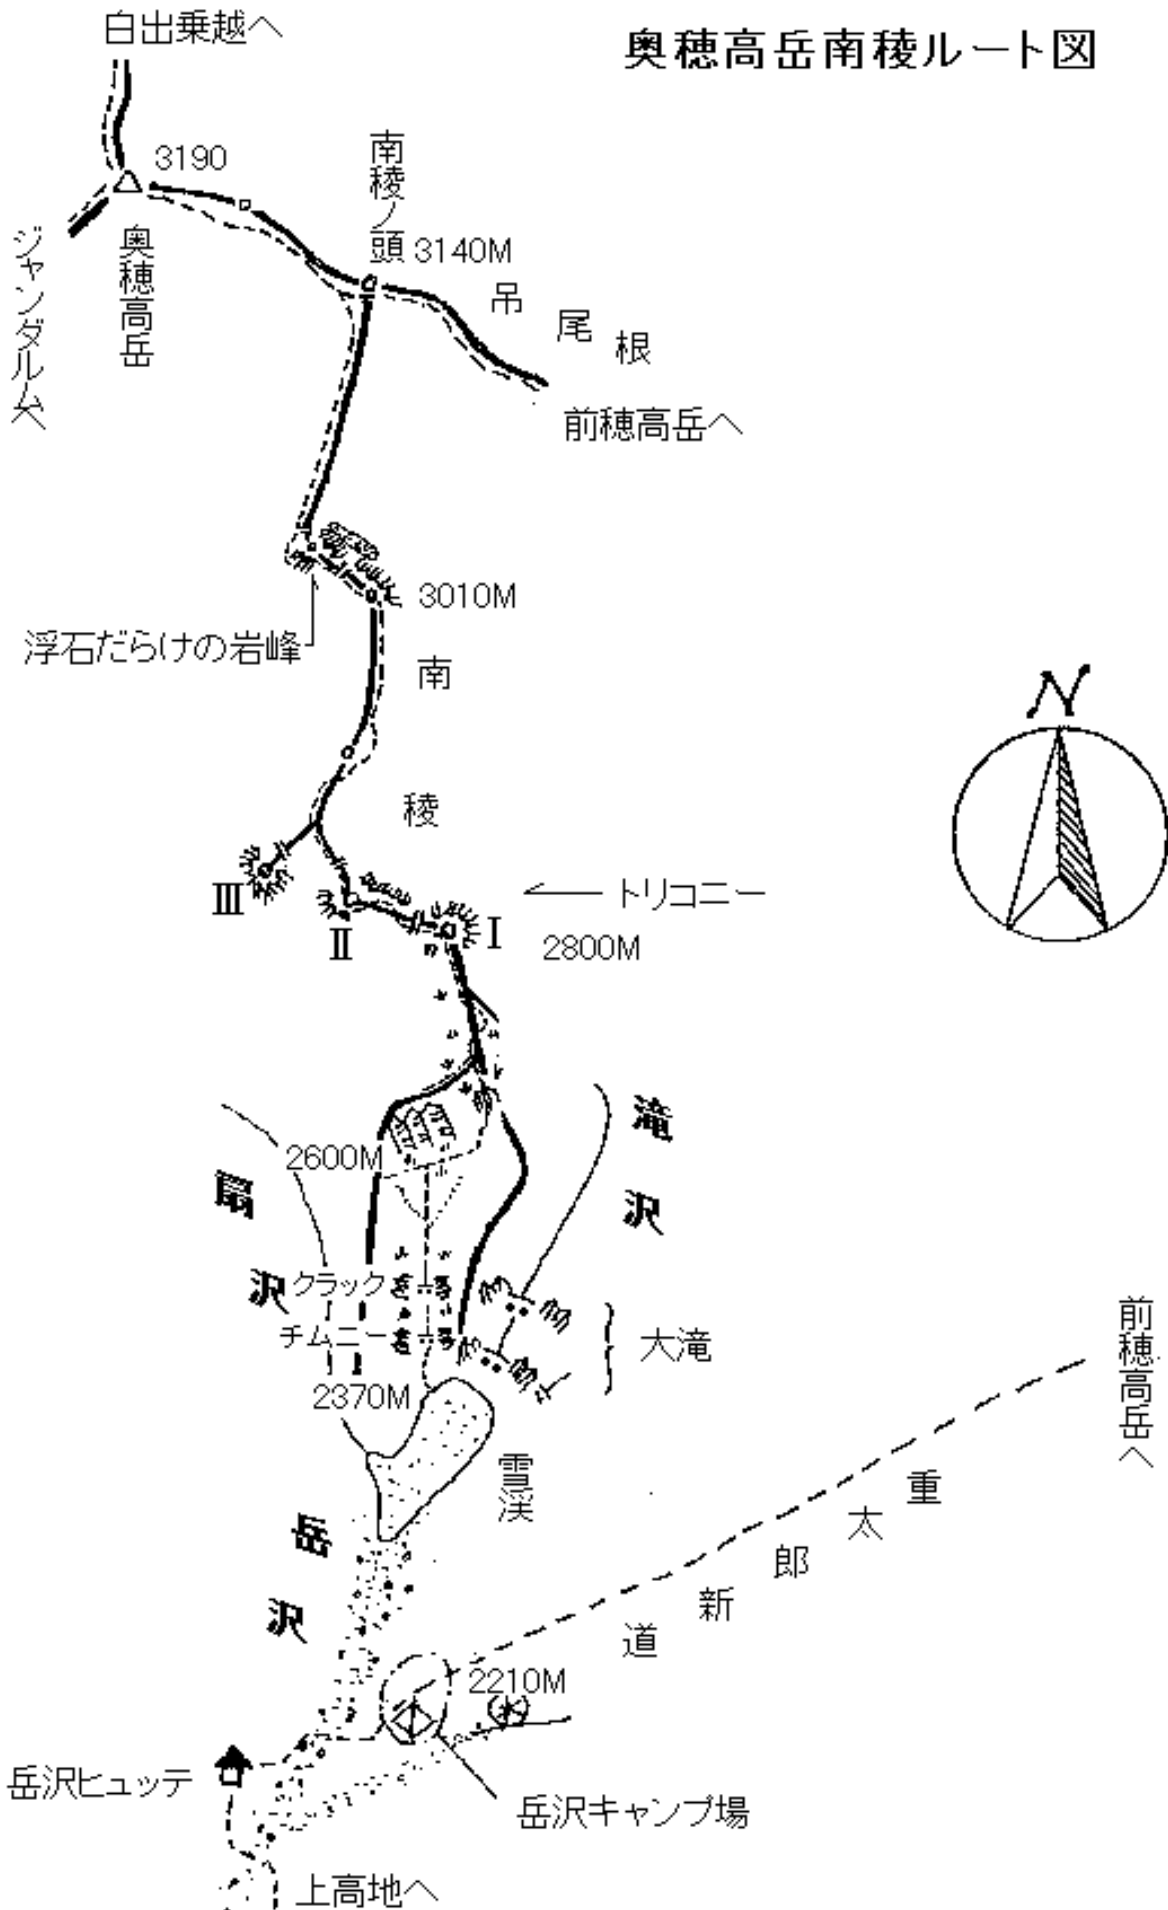 奥穂高岳南稜ルート図
白出乗越へ
3190
奥穂高岳
ジャンダルムへ
南稜ノ頭
3140M
吊尾根
前穂高岳へ
3010M
浮石だらけの岩峰
南稜
N
トリコニー
III
II
I
2800M
滝沢
2600M
扇沢
クラック
チムニー
大滝
2370M
前穂高岳へ
雪渓
重太郎新道
岳沢
2210M
岳沢ヒュッテ
岳沢キャンプ場
上高地へ